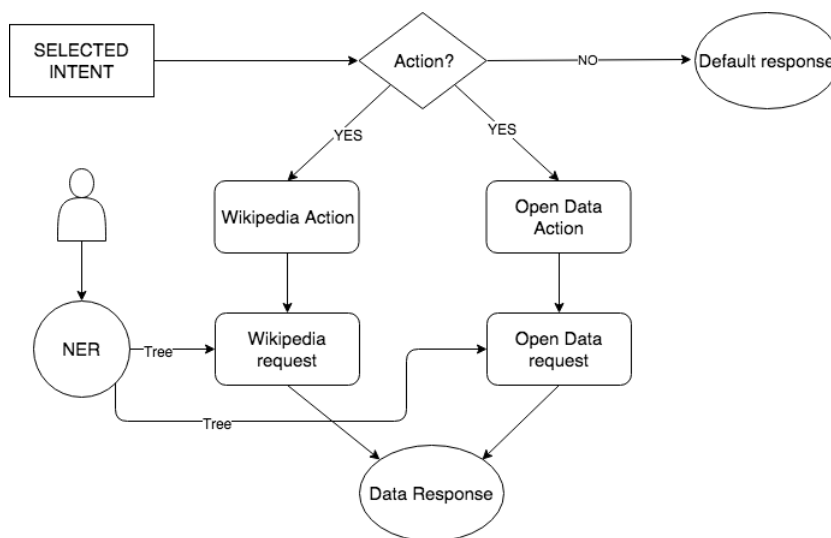 SELECTED
INTENT
Action?
NO
Default response
YES
YES
Wikipedia Action
Open Data
Action
NER
Tree
Wikipedia
request
Open Data
request
Tree
Data Response